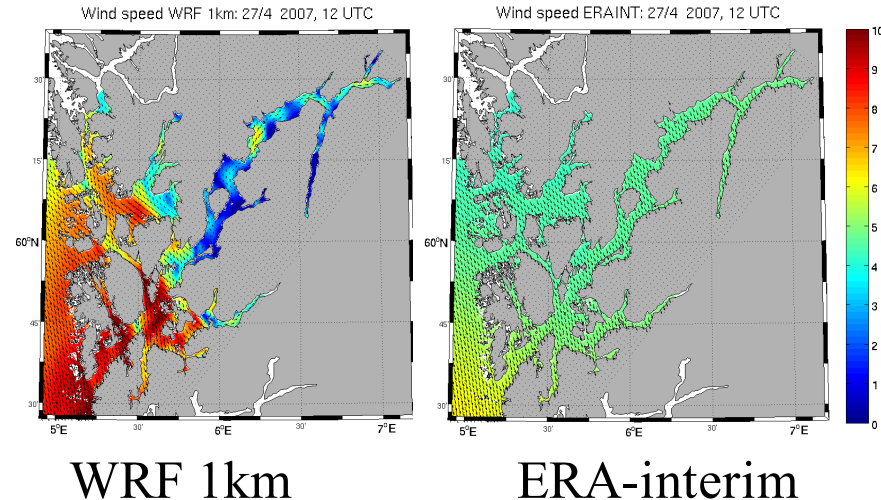 Wind speed WRF 1km: 27/4 2007, 12 UTC
Wind speed ERAINT: 27/4 2007, 12 UTC
30'
15'
60°N
45'
30'
5°E
30'
6°E
30'
7°E
30'
15'
60°N
45'
30'
5°E
30'
6°E
30'
7°E
10
9
8
7
6
5
4
3
2
1
0
WRF 1km
ERA-interim